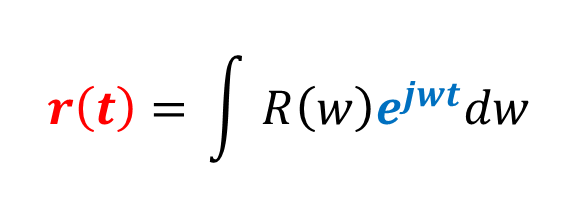 r(t) = ∫ R(w)e^{jwt}dw